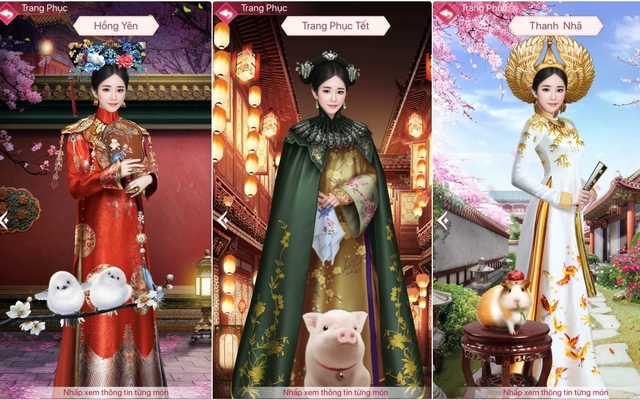 Trang Phục
Hồng Yên
Nhấp xem thông tin từng món
Trang Phục
Trang Phục Tết
Nhấp xem thông tin từng món
Trang Phục
Thanh Nhã
Nhấp xem thông tin từng món